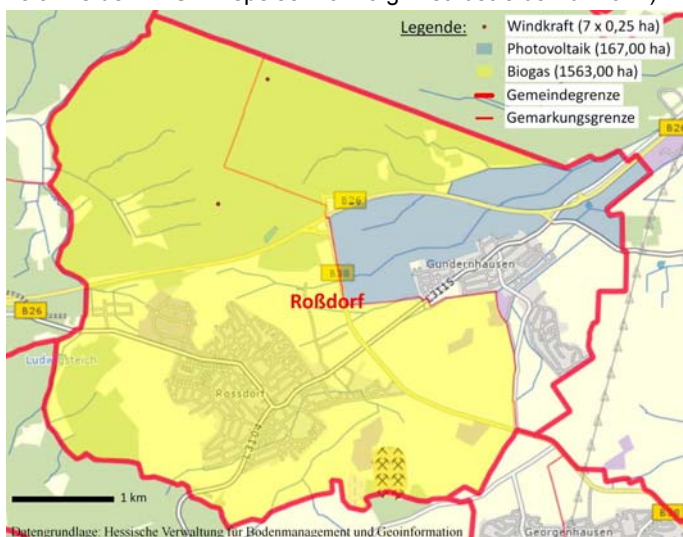 Legende:
Windkraft (7 x 0,25 ha)
Photovoltaik (167,00 ha)
Biogas (1563,00 ha)
Gemeindegrenze
Gemarkungsgrenze
B26
B26
B38
Gundernhausen
L3115
Roßdorf
B26
Rossdorf
L3104
1 km
Datengrundlage: Hessische Verwaltung für Bodenmanagement und Geoinformation
Georgenhausen